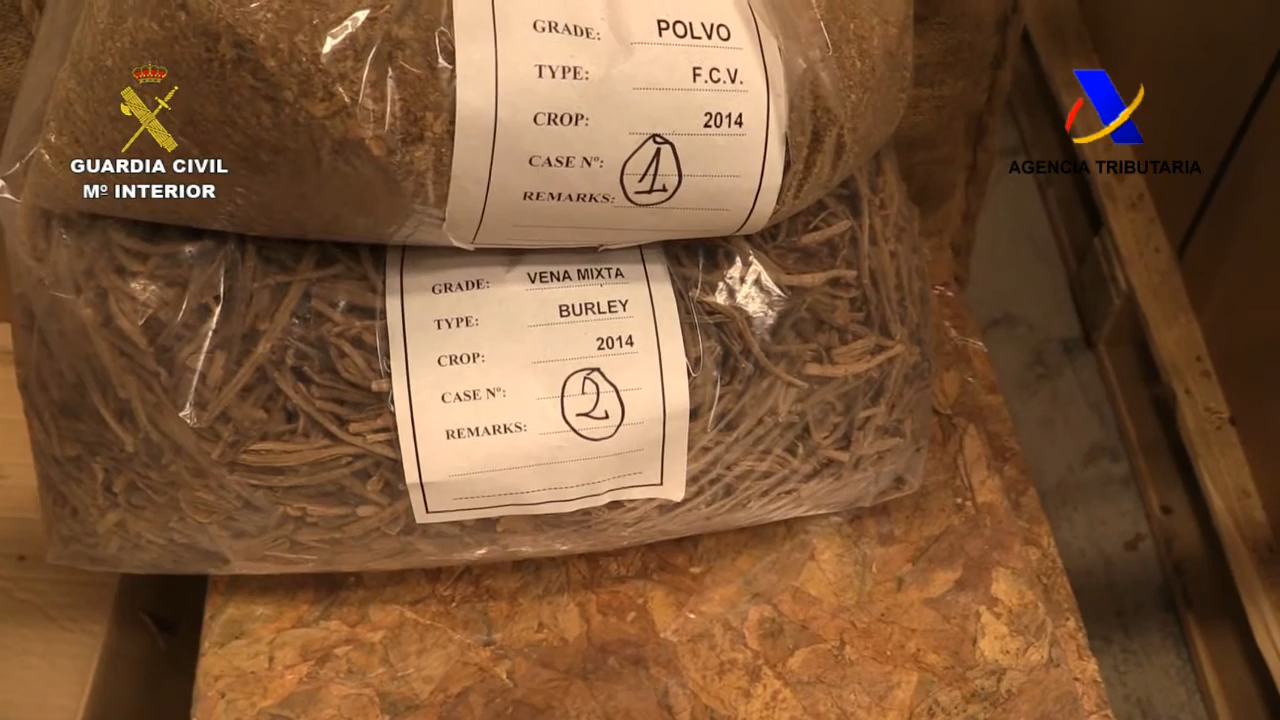 GUARDIA CIVIL
Mº INTERIOR
AGENCIA TRIBUTARIA
GRADE: POLVO
TYPE: F.C.V.
CROP: 2014
CASE Nº: 1
REMARKS:
GRADE: VENA MIXTA
TYPE: BURLEY
CROP: 2014
CASE Nº: 2
REMARKS: